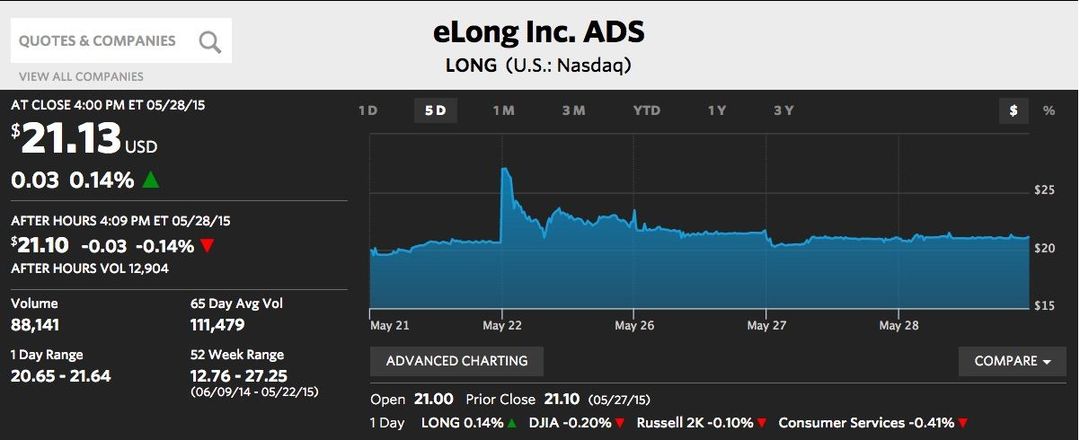 QUOTES & COMPANIES
VIEW ALL COMPANIES
eLong Inc. ADS
LONG (U.S.: Nasdaq)
AT CLOSE 4:00 PM ET 05/28/15
$21.13 USD
0.03 0.14%
AFTER HOURS 4:09 PM ET 05/28/15
$21.10 -0.03 -0.14%
AFTER HOURS VOL 12,904
Volume
88,141
65 Day Avg Vol
111,479
1 Day Range
20.65 - 21.64
52 Week Range
12.76 - 27.25
(06/09/14 - 05/22/15)
1 D 5 D 1 M 3 M YTD 1 Y 3 Y $ %
$25
$20
$15
May 21 May 22 May 26 May 27 May 28
ADVANCED CHARTING COMPARE
Open 21.00 Prior Close 21.10 (05/27/15)
1 Day LONG 0.14% DJIA -0.20% Russell 2K -0.10% Consumer Services -0.41%